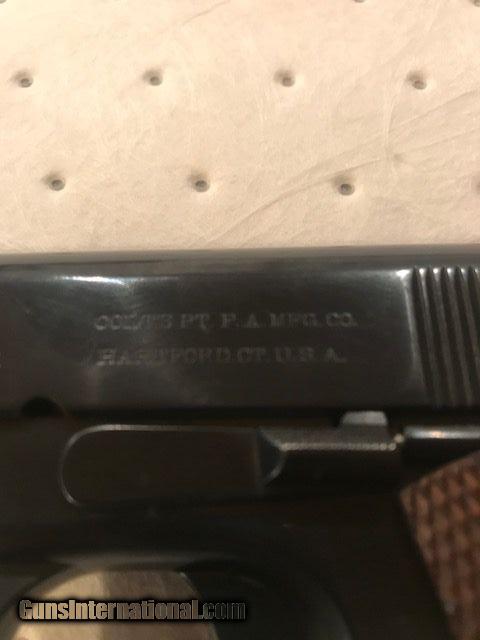 COLT'S PT. F.A. MFG. CO.
HARTFORD. CT. U.S.A.
GunsInternational.com